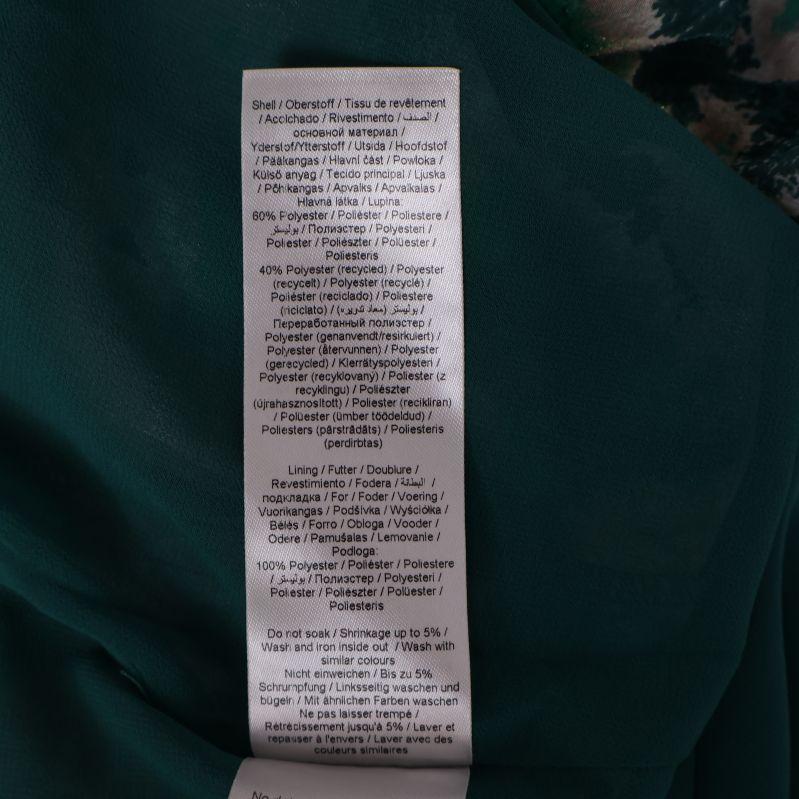 Shell / Oberstoff / Tissu de revêtement
/ Acolchado / Rivestimento / الصدف /
основной материал /
Yderstof/Ytterstoff / Utsida / Hoofdstof
/ Pääkangas / Hlavní část / Powłoka /
Külső anyag / Tecido principal / Ljuska
/ Põhikangas / Apvalks / Apvalkalas /
Hlavná látka / Lupina:
60% Polyester / Poliéster / Poliestere /
بوليستر / Полиэстер / Polyesteri /
Poliester / Poliészter / Polüester /
Poliesteris
40% Polyester (recycled) / Polyester
(recycelt) / Polyester (recyclé) /
Poliéster (reciclado) / Poliestere
(riciclato) / بوليستر (معاد تدويره) /
Переработанный полиэстер /
Polyester (genanvendt/resirkulert) /
Polyester (återvunnen) / Polyester
(gerecycled) / Kierrätyspolyesteri /
Polyester (recyklovaný) / Poliester (z
recyklingu) / Poliészter
(újrahasznosított) / Poliester (recikliran)
/ Polüester (ümber töödeldud) /
Poliesters (pārstrādāts) / Poliesteris
(perdirbtas)
Lining / Futter / Doublure /
Revestimiento / Fodera / البطانة /
подкладка / For / Foder / Voering /
Vuorikangas / Podšívka / Wyściółka /
Bélés / Forro / Obloga / Vooder /
Odere / Pamušalas / Lemovanie /
Podloga:
100% Polyester / Poliéster / Poliestere
/ بوليستر / Полиэстер / Polyesteri /
Poliester / Poliészter / Polüester /
Poliesteris
Do not soak / Shrinkage up to 5% /
Wash and iron inside out / Wash with
similar colours
Nicht einweichen / Bis zu 5%
Schrumpfung / Linksseitig waschen und
bügeln / Mit ähnlichen Farben waschen
Ne pas laisser trempé /
Rétrécissement jusqu'à 5% / Laver et
repasser à l'envers / Laver avec des
couleurs similaires